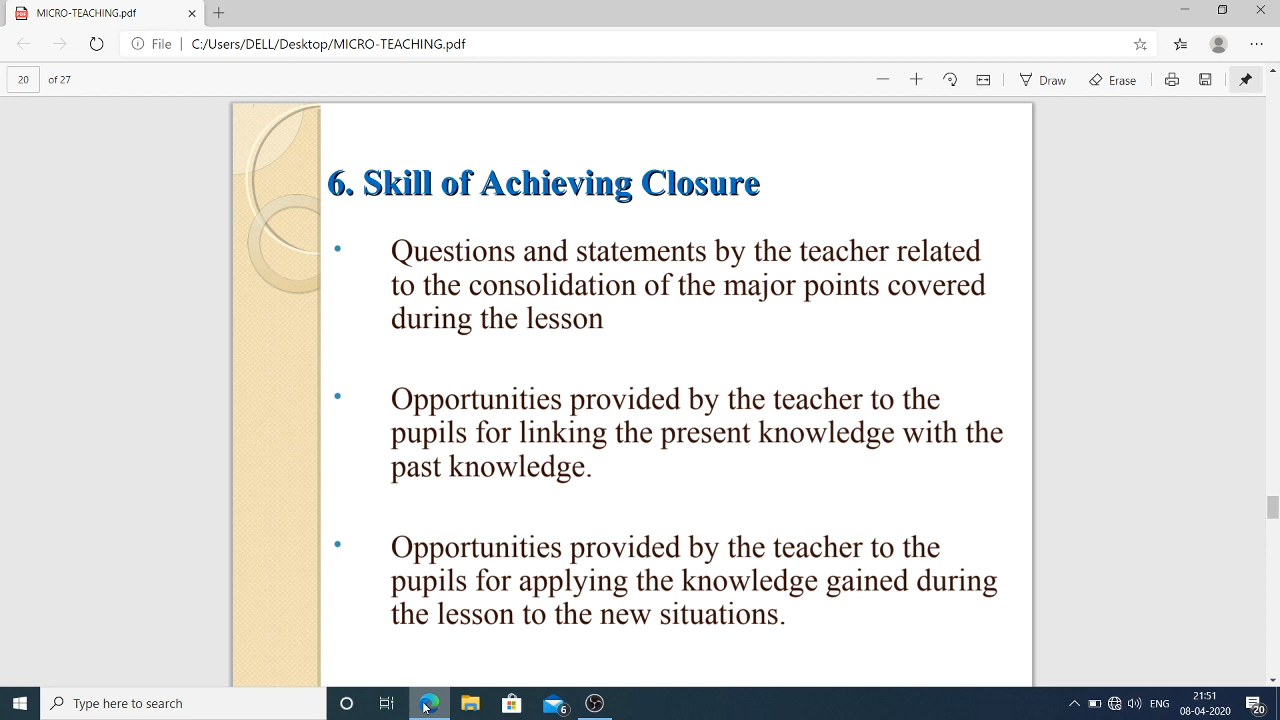 MICRO-TEACHING.pdf
File | C:/Users/DELL/Desktop/MICRO-TEACHING.pdf
20 of 27
Draw Erase
6. Skill of Achieving Closure
• Questions and statements by the teacher related
to the consolidation of the major points covered
during the lesson
• Opportunities provided by the teacher to the
pupils for linking the present knowledge with the
past knowledge.
• Opportunities provided by the teacher to the
pupils for applying the knowledge gained during
the lesson to the new situations.
Type here to search
6
ENG
21:51
08-04-2020
20